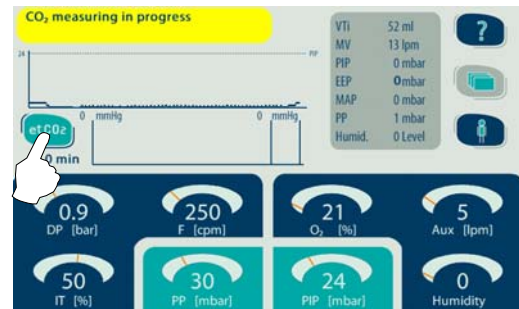 CO₂ measuring in progress
24
PIP
0 mmHg
0 mmHg
etCO2
0 min
VTi 52 ml
MV 13 lpm
PIP 0 mbar
EEP 0 mbar
MAP 0 mbar
PP 1 mbar
Humid. 0 Level
?
0.9
DP [bar]
250
F [cpm]
21
O₂ [%]
5
Aux [lpm]
50
IT [%]
30
PP [mbar]
24
PIP [mbar]
0
Humidity